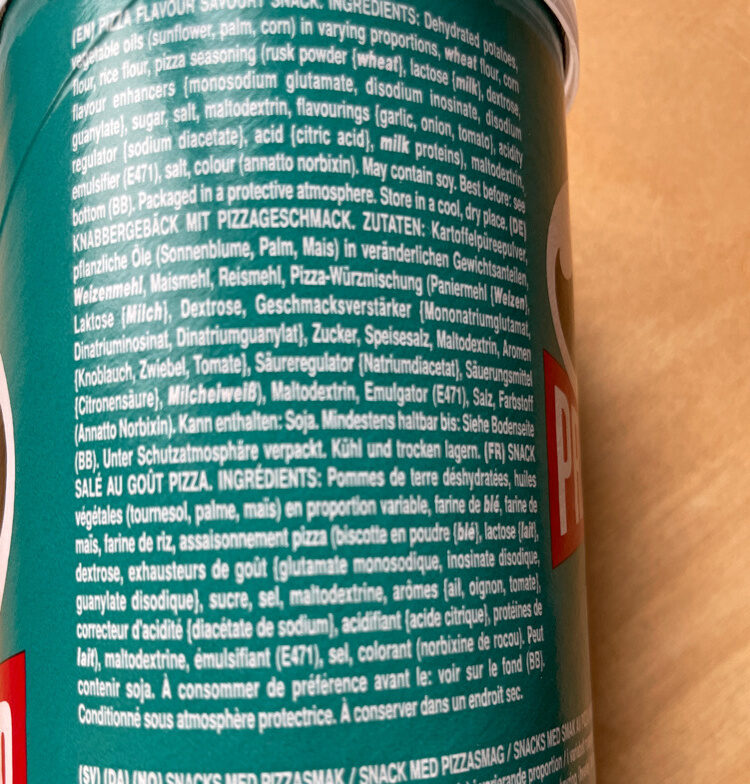 (EN) PIZZA FLAVOUR SAVOURY SNACK. INGREDIENTS: Dehydrated potatoes,
vegetable oils (sunflower, palm, corn) in varying proportions, wheat flour, corn
flour, rice flour, pizza seasoning (rusk powder {wheat}, lactose {milk}, dextrose,
flavour enhancers {monosodium glutamate, disodium inosinate, disodium
guanylate}, sugar, salt, maltodextrin, flavourings {garlic, onion, tomato}, acidity
regulator {sodium diacetate}, acid {citric acid}, milk proteins), maltodextrin,
emulsifier (E471), salt, colour (annatto norbixin). May contain soy. Best before: see
bottom (BB). Packaged in a protective atmosphere. Store in a cool, dry place. (DE)
KNABBERGEBÄCK MIT PIZZAGESCHMACK. ZUTATEN: Kartoffelpüreepulver,
pflanzliche Öle (Sonnenblume, Palm, Mais) in veränderlichen Gewichtsanteilen,
Weizenmehl, Maismehl, Reismehl, Pizza-Würzmischung (Paniermehl {Weizen},
Laktose {Milch}, Dextrose, Geschmacksverstärker {Mononatriumglutamat,
Dinatriuminosinat, Dinatriumguanylat}, Zucker, Speisesalz, Maltodextrin, Aromen
{Knoblauch, Zwiebel, Tomate}, Säureregulator {Natriumdiacetat}, Säuerungsmittel
{Citronensäure}, Milcheiweiß), Maltodextrin, Emulgator (E471), Salz, Farbstoff
(Annatto Norbixin). Kann enthalten: Soja. Mindestens haltbar bis: Siehe Bodenseite
(BB). Unter Schutzatmosphäre verpackt. Kühl und trocken lagern. (FR) SNACK
SALÉ AU GOÛT PIZZA. INGRÉDIENTS: Pommes de terre déshydratées, huiles
végétales (tournesol, palme, maïs) en proportion variable, farine de blé, farine de
maïs, farine de riz, assaisonnement pizza (biscotte en poudre {blé}, lactose {lait},
dextrose, exhausteurs de goût {glutamate monosodique, inosinate disodique,
guanylate disodique}, sucre, sel, maltodextrine, arômes {ail, oignon, tomate},
correcteur d'acidité {diacétate de sodium}, acidifiant {acide citrique}, protéines de
lait), maltodextrine, émulsifiant (E471), sel, colorant (norbixine de rocou). Peut
contenir soja. À consommer de préférence avant le: voir sur le fond (BB).
Conditionné sous atmosphère protectrice. À conserver dans un endroit sec.
(SV) (DA) (NO) SNACKS MED PIZZASMAK / SNACK MED PIZZASMAG / SNACKS MED SMAK